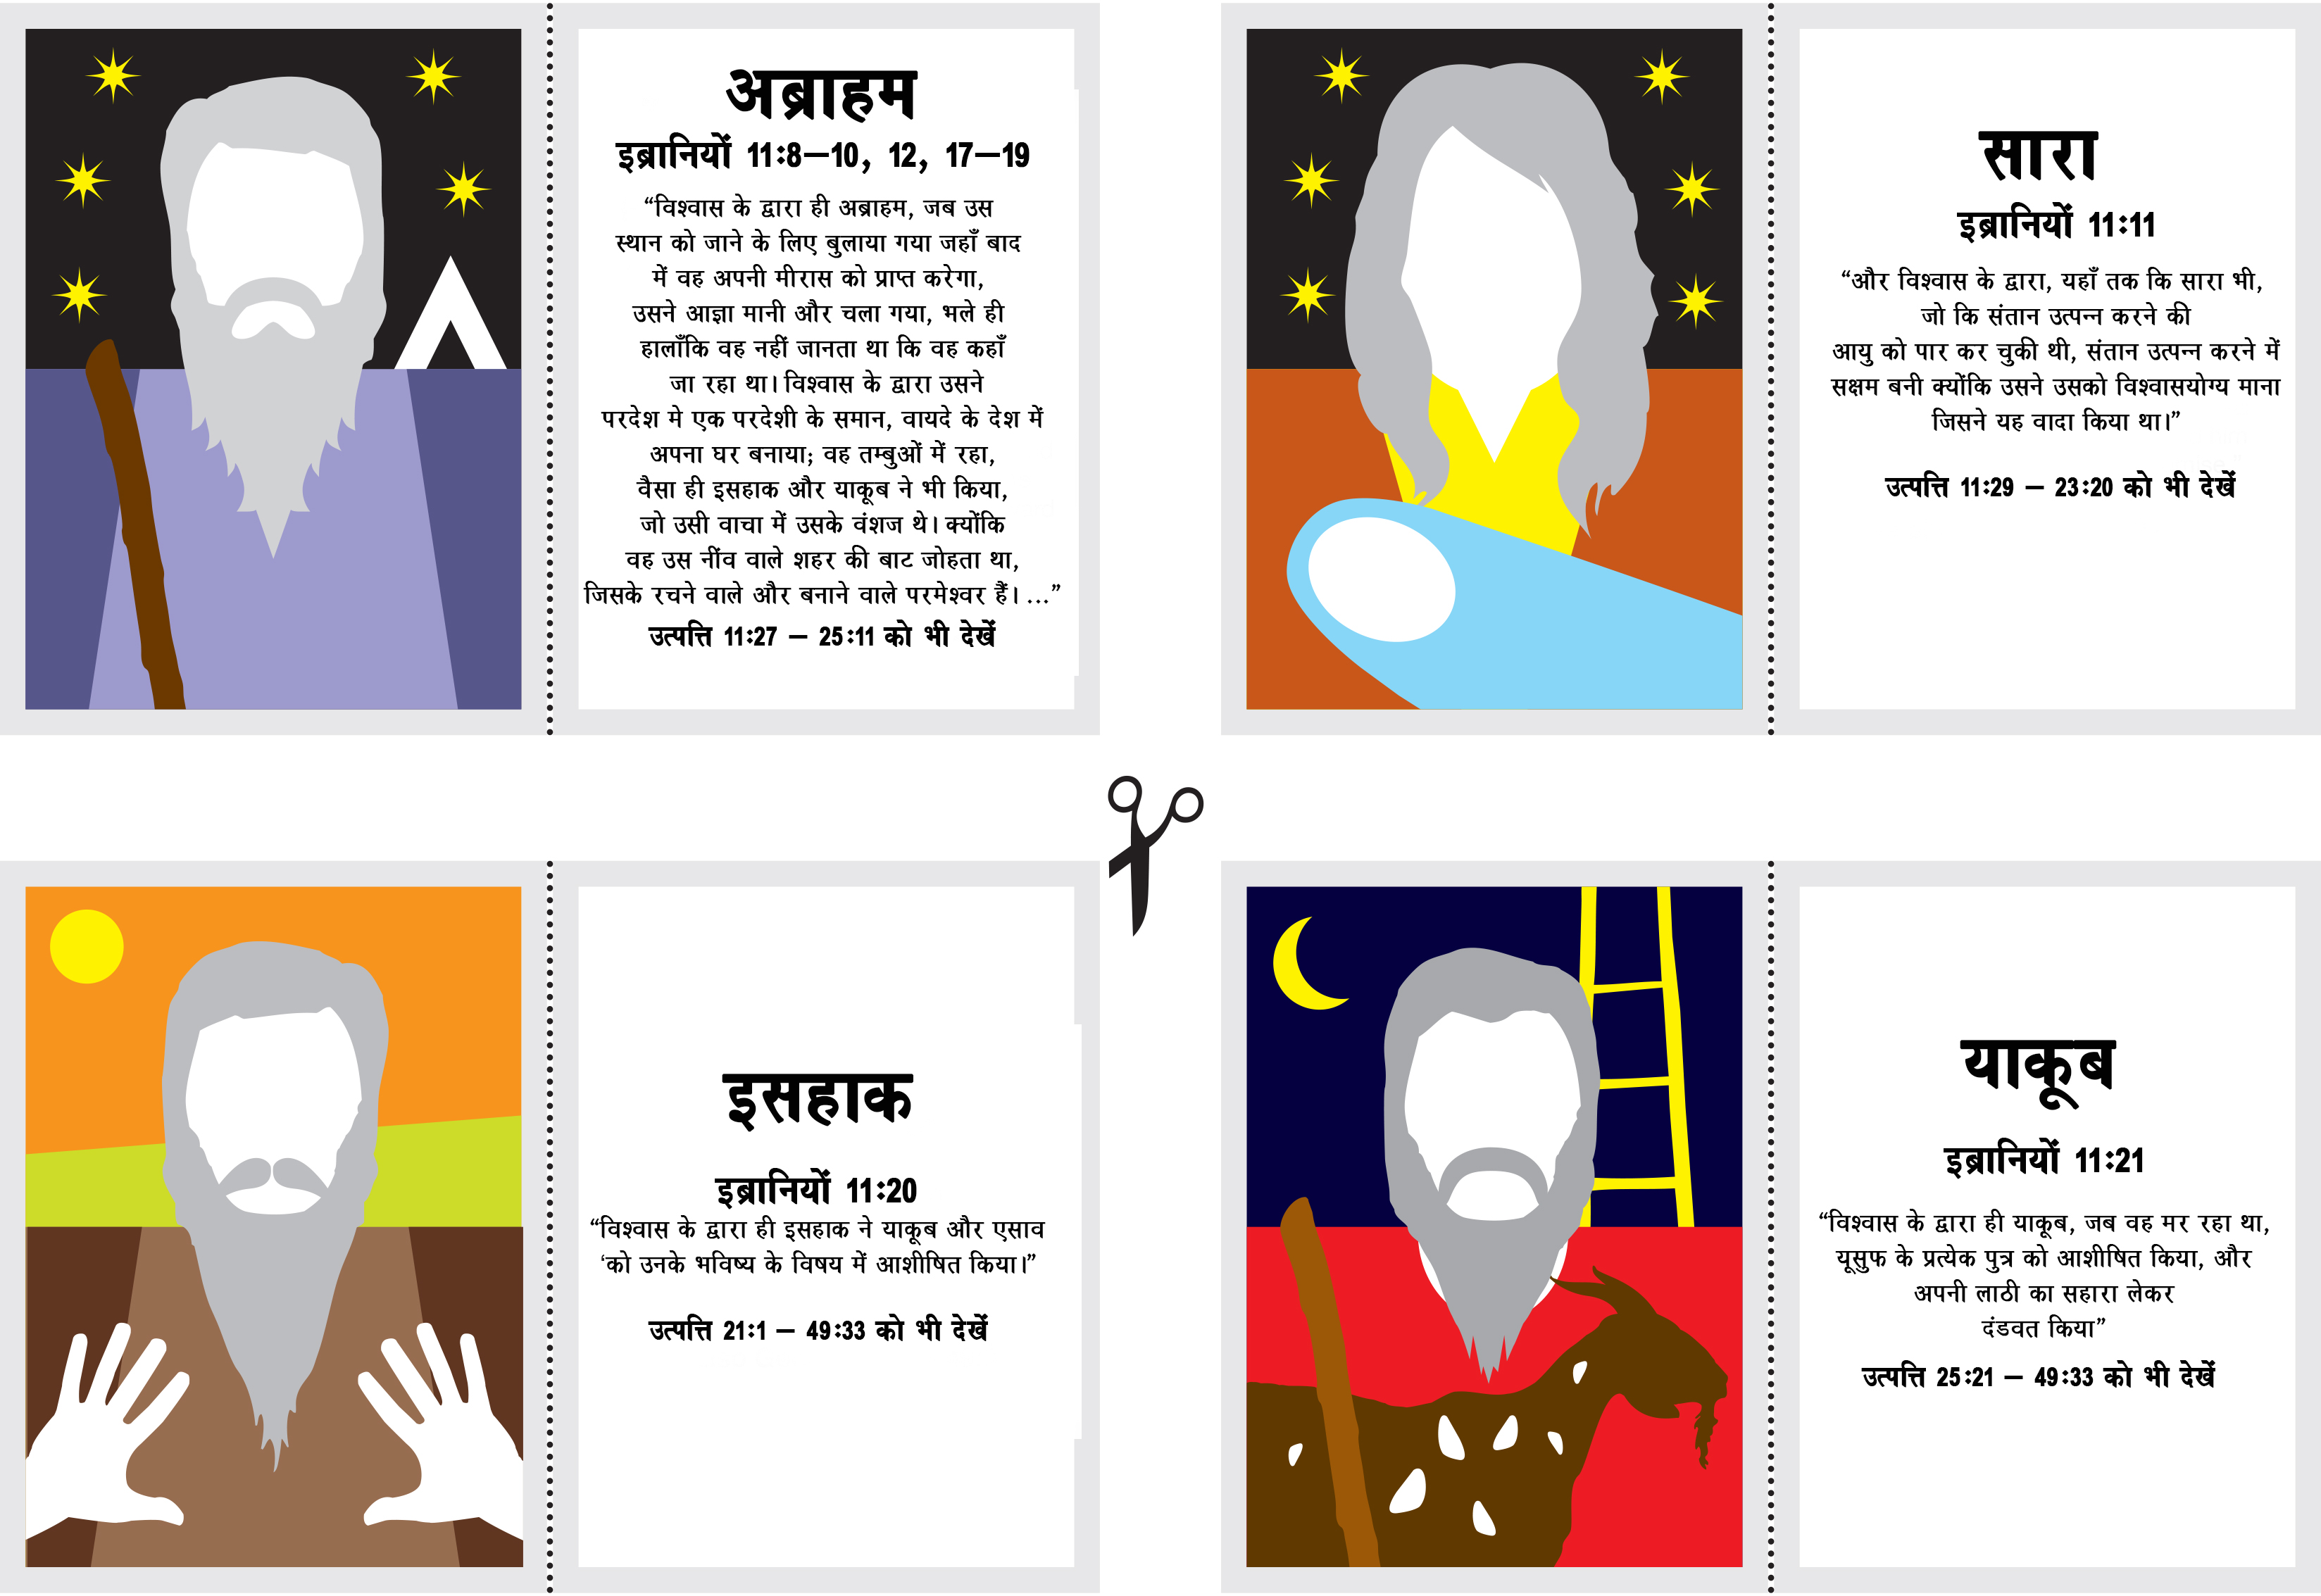 अब्राहम
इब्रानियों 11:8–10, 12, 17–19
“विश्वास के द्वारा ही अब्राहम, जब उस
स्थान को जाने के लिए बुलाया गया जहाँ बाद
में वह अपनी मीरास को प्राप्त करेगा,
उसने आज्ञा मानी और चला गया, भले ही
हालाँकि वह नहीं जानता था कि वह कहाँ
जा रहा था। विश्वास के द्वारा उसने
परदेश मे एक परदेशी के समान, वायदे के देश में
अपना घर बनाया; वह तम्बुओं में रहा,
वैसा ही इसहाक और याकूब ने भी किया,
जो उसी वाचा में उसके वंशज थे। क्योंकि
वह उस नींव वाले शहर की बाट जोहता था,
जिसके रचने वाले और बनाने वाले परमेश्वर हैं। ...”
उत्पत्ति 11:27 – 25:11 को भी देखें
सारा
इब्रानियों 11:11
“और विश्वास के द्वारा, यहाँ तक कि सारा भी,
जो कि संतान उत्पन्न करने की
आयु को पार कर चुकी थी, संतान उत्पन्न करने में
सक्षम बनी क्योंकि उसने उसको विश्वासयोग्य माना
जिसने यह वादा किया था।”
उत्पत्ति 11:29 – 23:20 को भी देखें
इसहाक
इब्रानियों 11:20
“विश्वास के द्वारा ही इसहाक ने याकूब और एसाव
‘को उनके भविष्य के विषय में आशीषित किया।”
उत्पत्ति 21:1 – 49:33 को भी देखें
याकूब
इब्रानियों 11:21
“विश्वास के द्वारा ही याकूब, जब वह मर रहा था,
यूसुफ के प्रत्येक पुत्र को आशीषित किया, और
अपनी लाठी का सहारा लेकर
दंडवत किया”
उत्पत्ति 25:21 – 49:33 को भी देखें